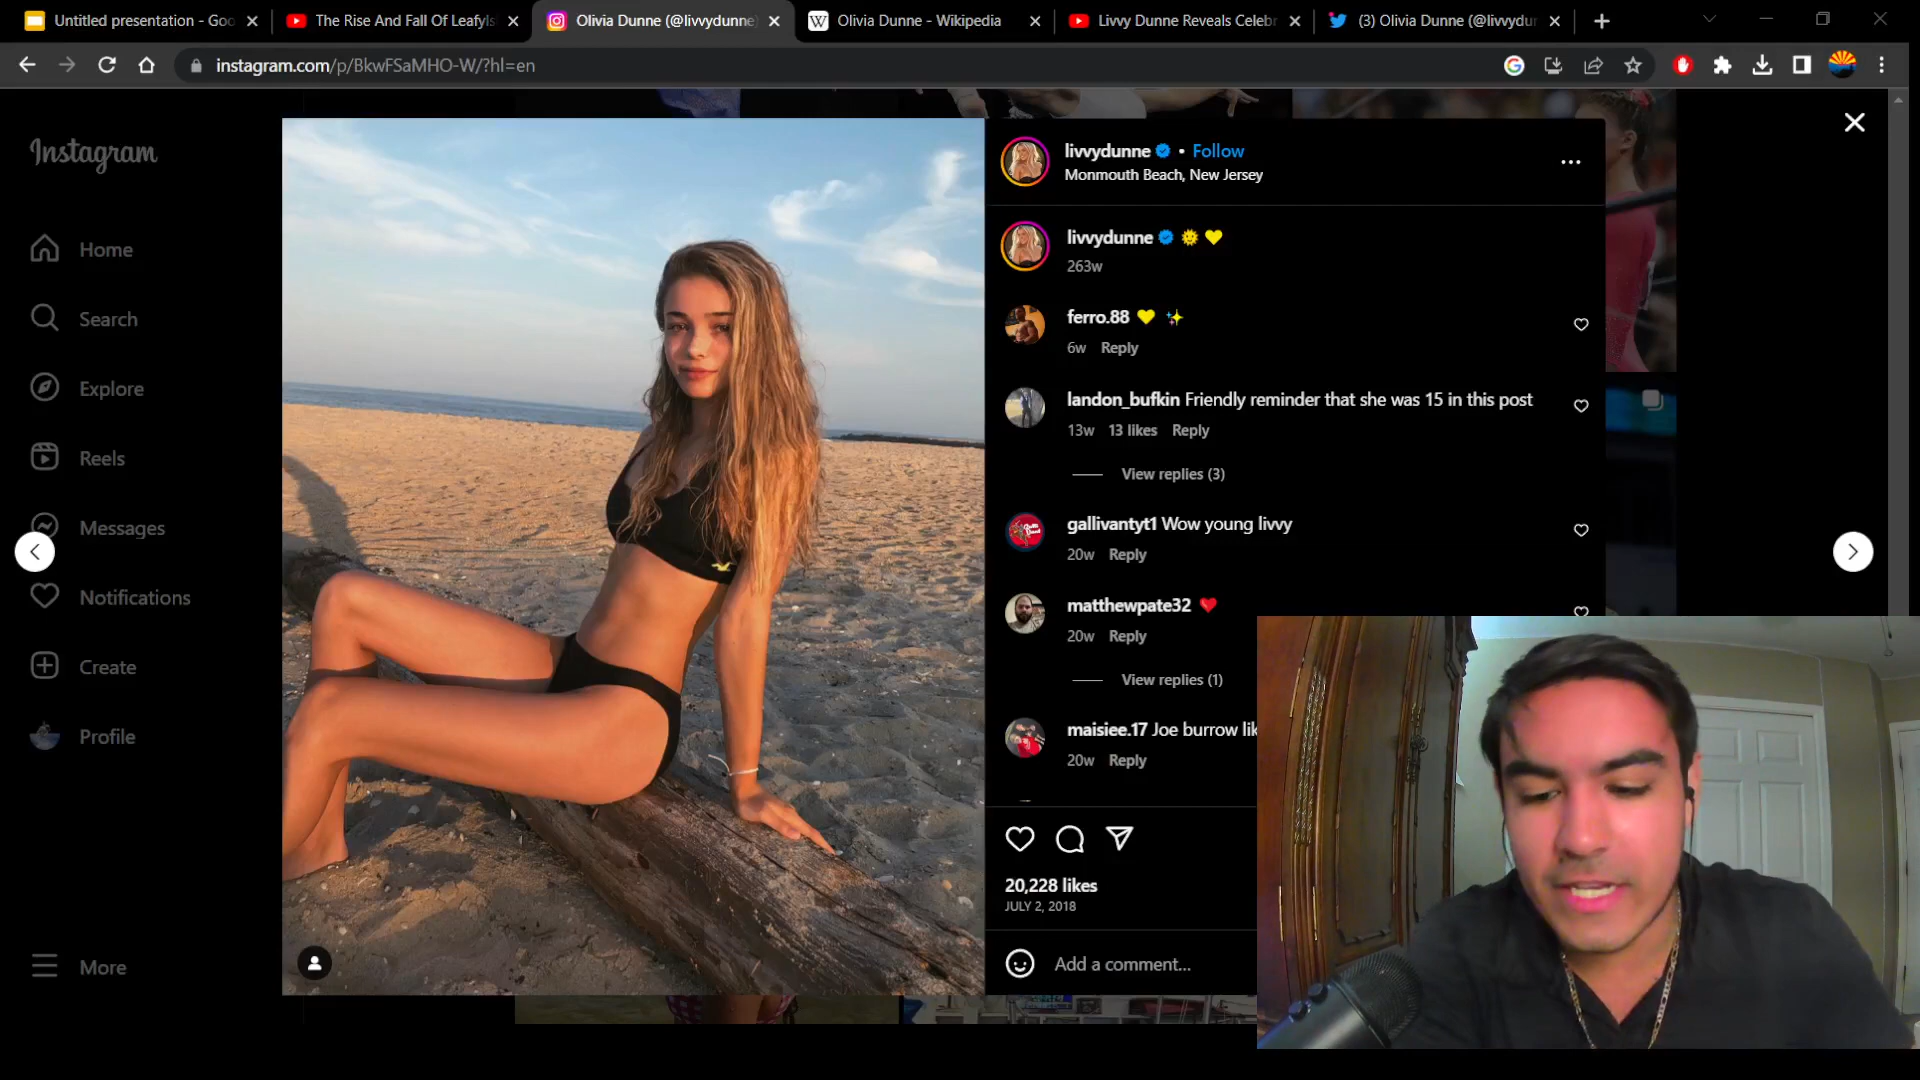 Untitled presentation - Goo
The Rise And Fall Of Leafyis
Olivia Dunne (@livvydunne)
Olivia Dunne - Wikipedia
Livvy Dunne Reveals Celebr
(3) Olivia Dunne (@livvydur
instagram.com/p/BkwFSaMHO-W/?hl=en
Instagram
Home
Search
Explore
Reels
Messages
Notifications
Create
Profile
More
livvydunne • Follow
Monmouth Beach, New Jersey
livvydunne 🌞 💛
263w
ferro.88 💛 ✨
6w Reply
landon_bufkin Friendly reminder that she was 15 in this post
13w 13 likes Reply
View replies (3)
gallivantyt1 Wow young livvy
20w Reply
matthewpate32 ❤️
20w Reply
View replies (1)
maisiee.17 Joe burrow lik
20w Reply
20,228 likes
JULY 2, 2018
Add a comment...